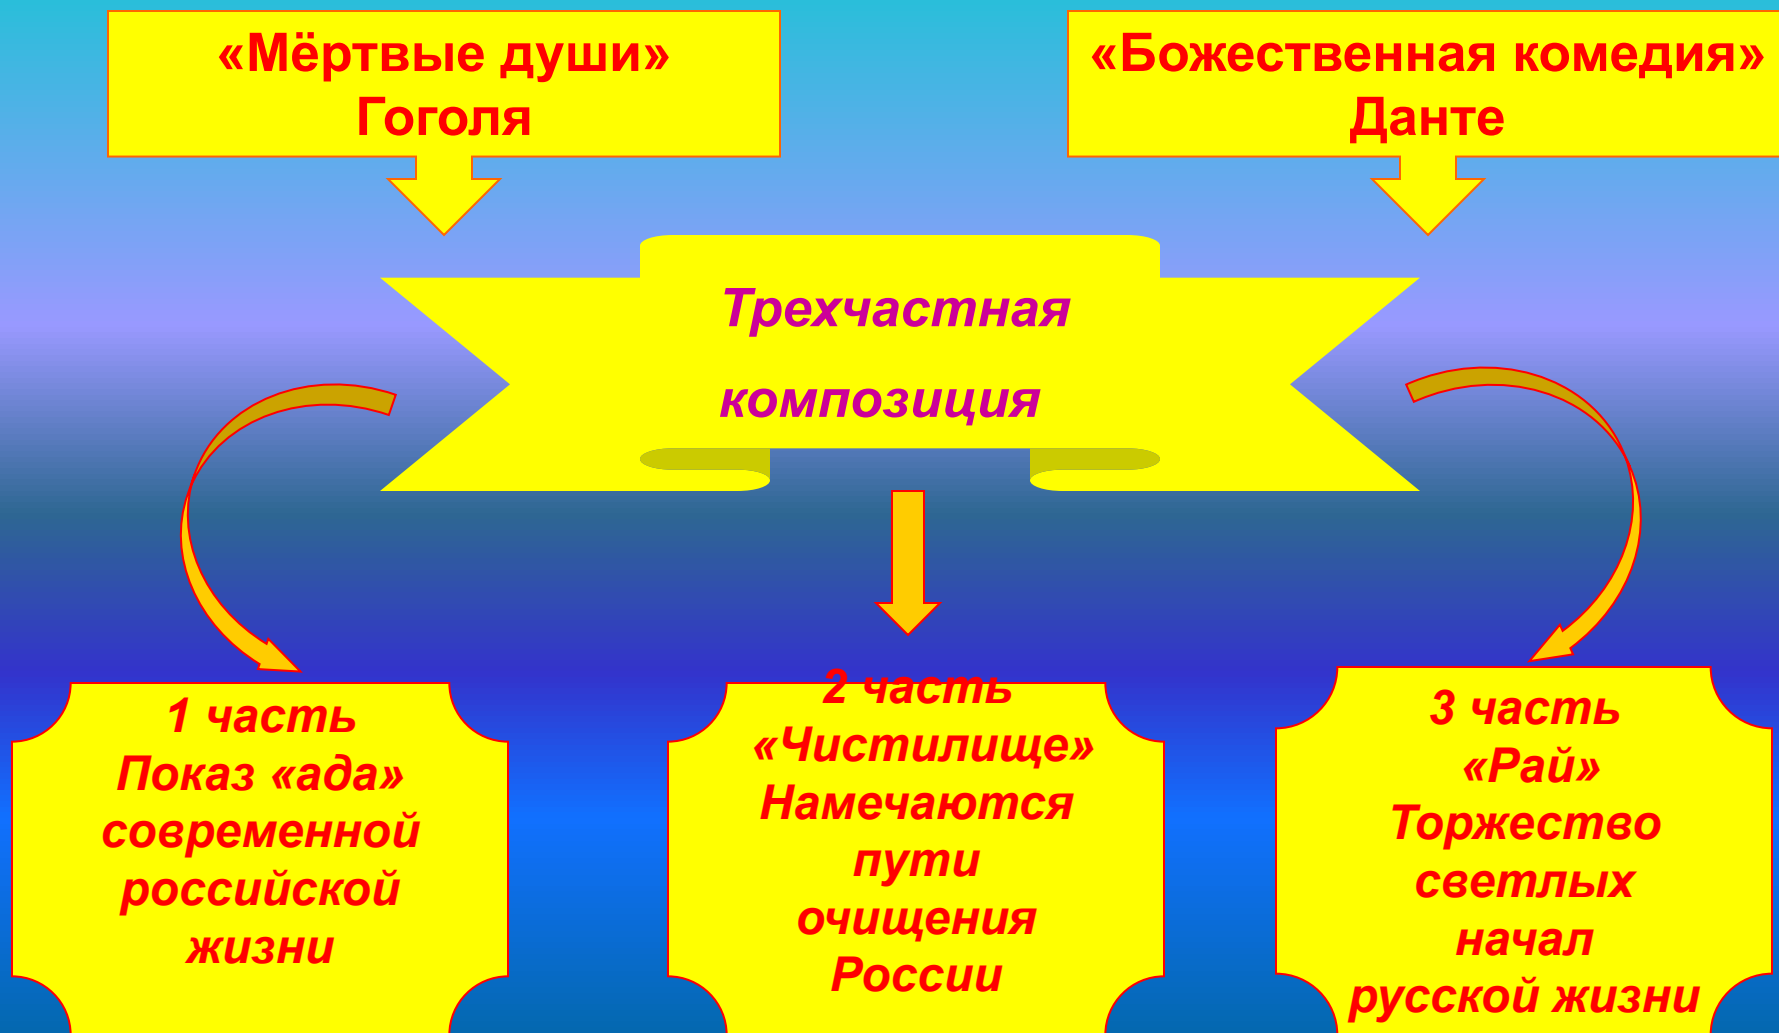 «Мёртвые души»
Гоголя
«Божественная комедия»
Данте
Трехчастная
композиция
1 часть
Показ «ада»
современной
российской
жизни
2 часть
«Чистилище»
Намечаются
пути
очищения
России
3 часть
«Рай»
Торжество
светлых
начал
русской жизни